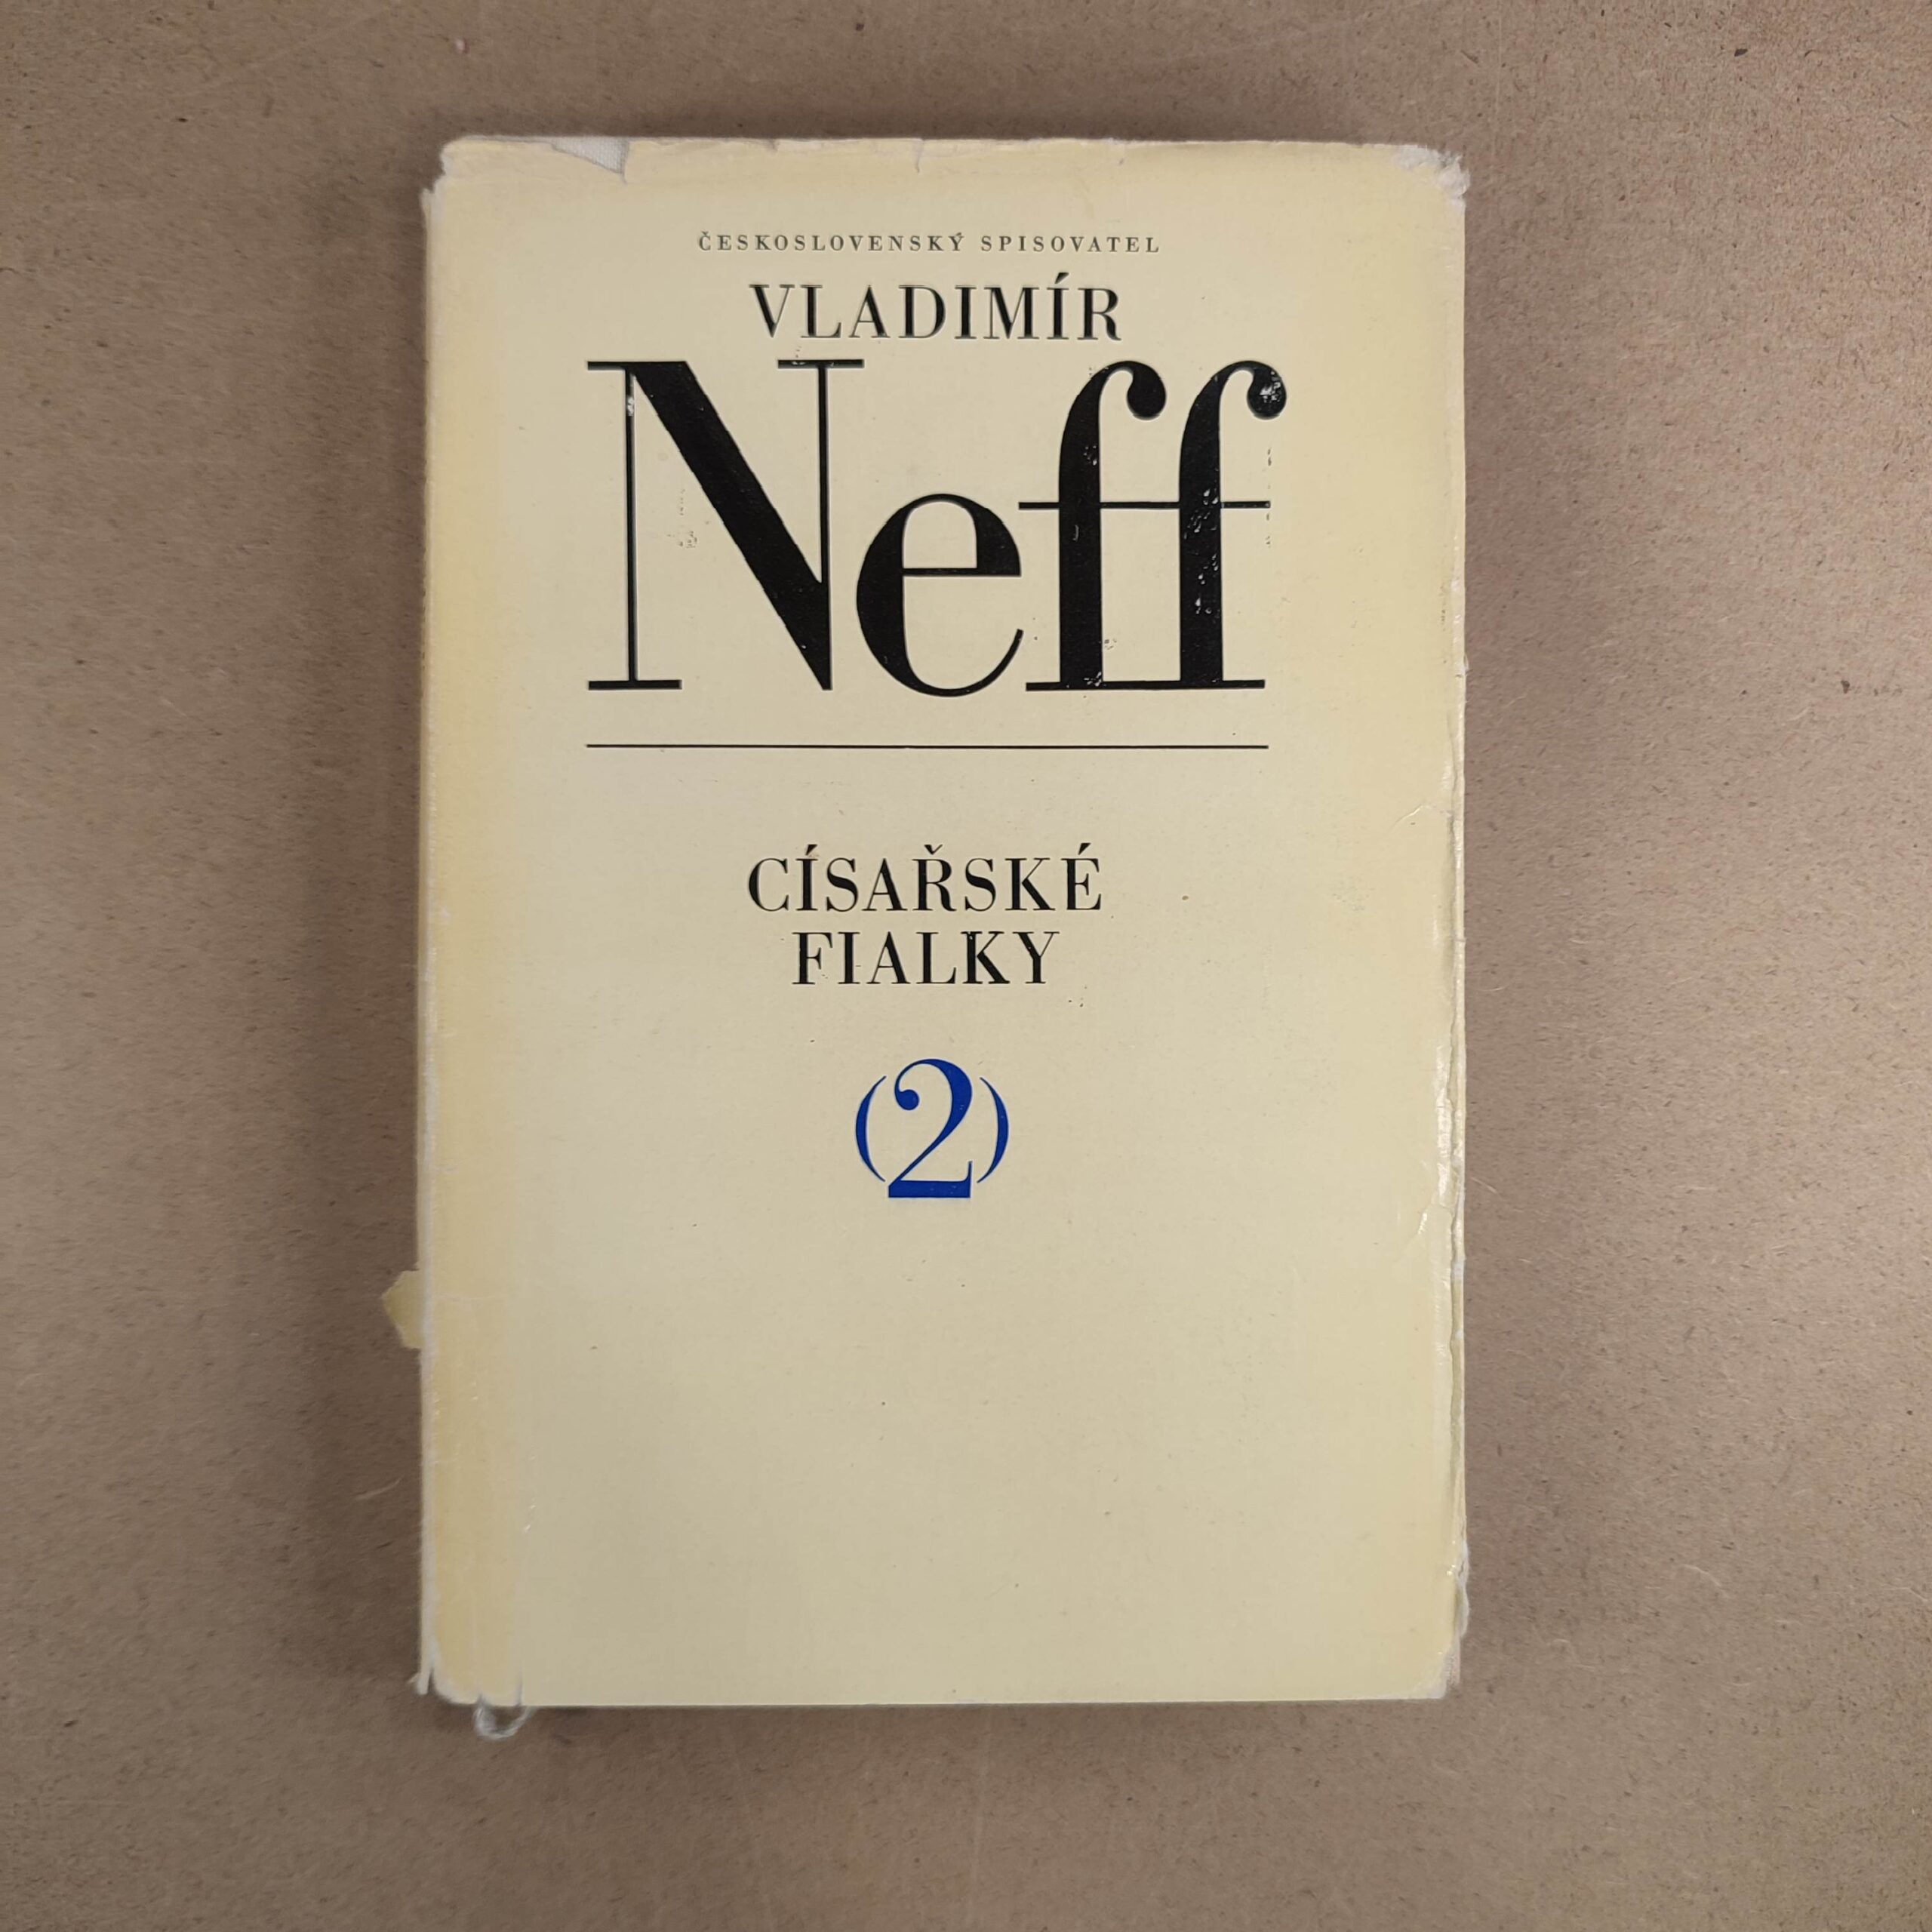 ČESKOSLOVENSKÝ SPISOVATEL
VLADIMÍR
Neff
CÍSAŘSKÉ
FIALKY
(2)